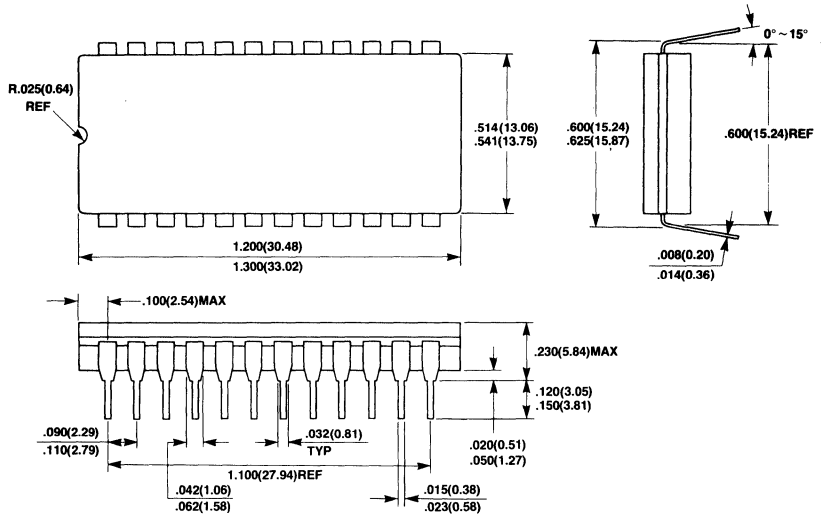 0° ~ 15°
R.025(0.64)
REF
.514(13.06)
.541(13.75)
.600(15.24)
.625(15.87)
.600(15.24)REF
1.200(30.48)
1.300(33.02)
.008(0.20)
.014(0.36)
.100(2.54)MAX
.230(5.84)MAX
.120(3.05)
.150(3.81)
.090(2.29)
.110(2.79)
.032(0.81)
TYP
.020(0.51)
.050(1.27)
1.100(27.94)REF
.042(1.06)
.062(1.58)
.015(0.38)
.023(0.58)